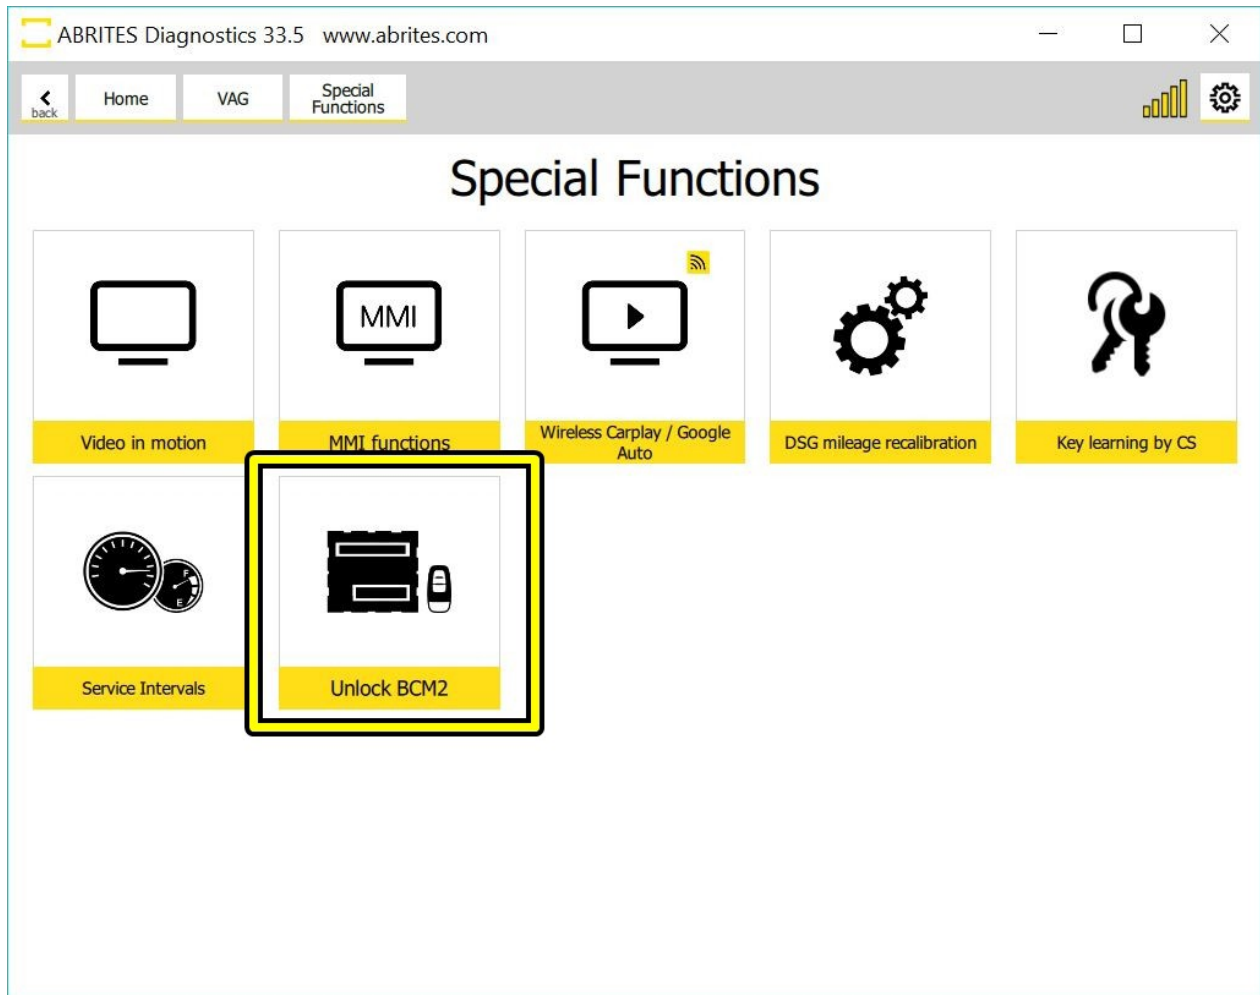 ABRITES Diagnostics 33.5 www.abrites.com
back
Home
VAG
Special
Functions
Special Functions
MMI
Video in motion
MMI functions
Wireless Carplay / Google
Auto
DSG mileage recalibration
Key learning by CS
F
E
Service Intervals
Unlock BCM2